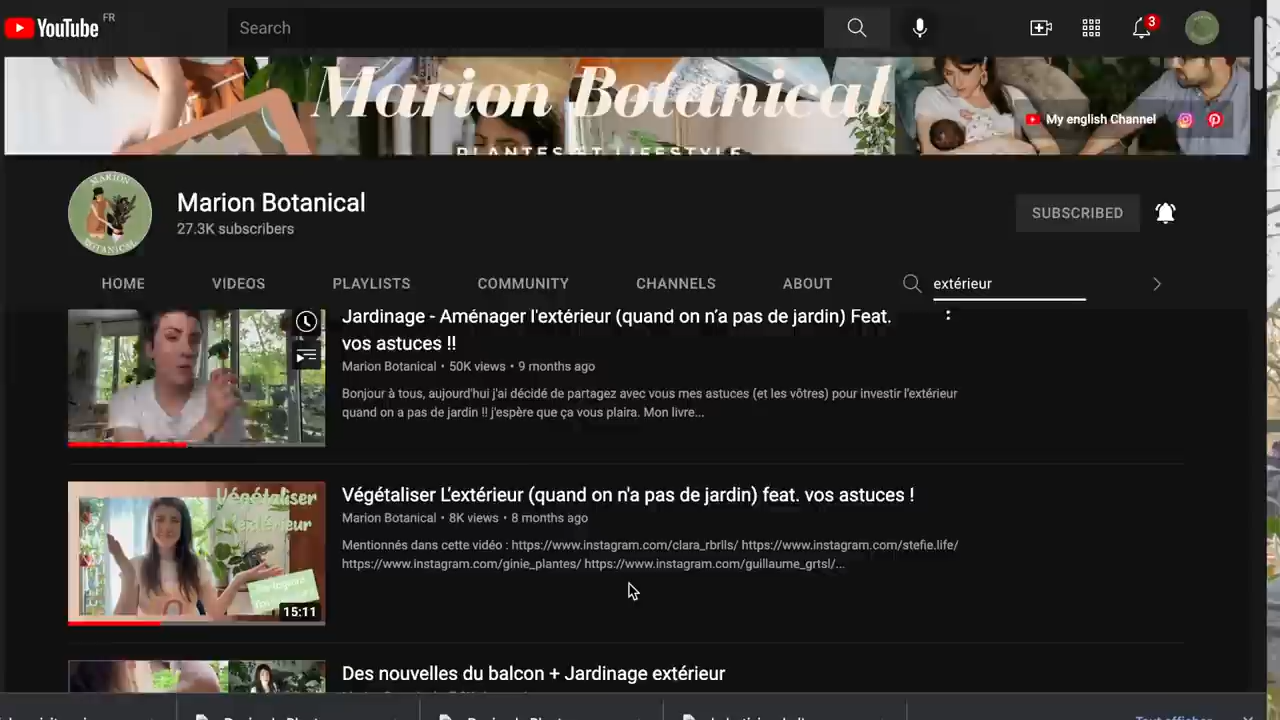 YouTube FR
Search
3
Marion Botanical
PLANTES ET LIFESTYLE
My english Channel
MARION
BOTANICAL
Marion Botanical
27.3K subscribers
SUBSCRIBED
HOME VIDEOS PLAYLISTS COMMUNITY CHANNELS ABOUT extérieur
Jardinage - Aménager l'extérieur (quand on n’a pas de jardin) Feat.
vos astuces !!
Marion Botanical • 50K views • 9 months ago
Bonjour à tous, aujourd'hui j'ai décidé de partagez avec vous mes astuces (et les vôtres) pour investir l'extérieur
quand on a pas de jardin !! j'espère que ça vous plaira. Mon livre...
Végétaliser
L'extérieur
15:11
Végétaliser L’extérieur (quand on n'a pas de jardin) feat. vos astuces !
Marion Botanical • 8K views • 8 months ago
Mentionnés dans cette vidéo : https://www.instagram.com/clara_rbrlls/ https://www.instagram.com/stefie.life/
https://www.instagram.com/ginie_plantes/ https://www.instagram.com/guillaume_grtsl/...
Des nouvelles du balcon + Jardinage extérieur